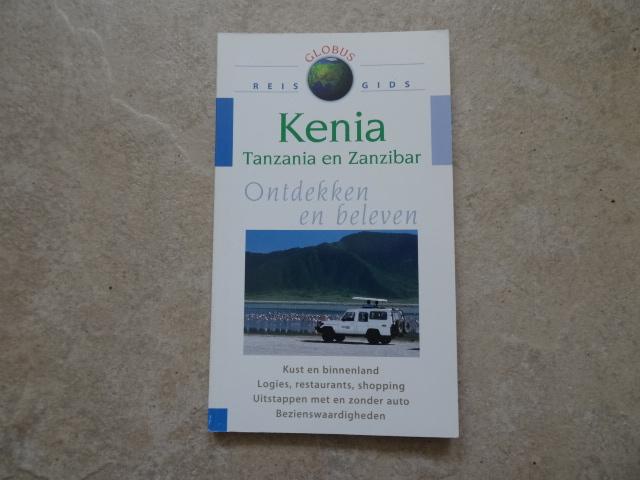 GLOBUS
REIS GIDS
Kenia
Tanzania en Zanzibar
Ontdekken
en beleven
Kust en binnenland
Logies, restaurants, shopping
Uitstappen met en zonder auto
Bezienswaardigheden